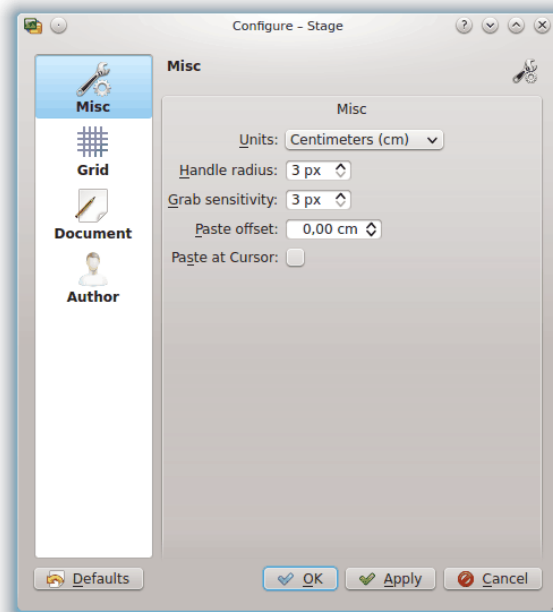 Configure – Stage
Misc
Grid
Document
Author
Misc
Misc
Units: Centimeters (cm)
Handle radius: 3 px
Grab sensitivity: 3 px
Paste offset: 0,00 cm
Paste at Cursor:
Defaults
OK
Apply
Cancel